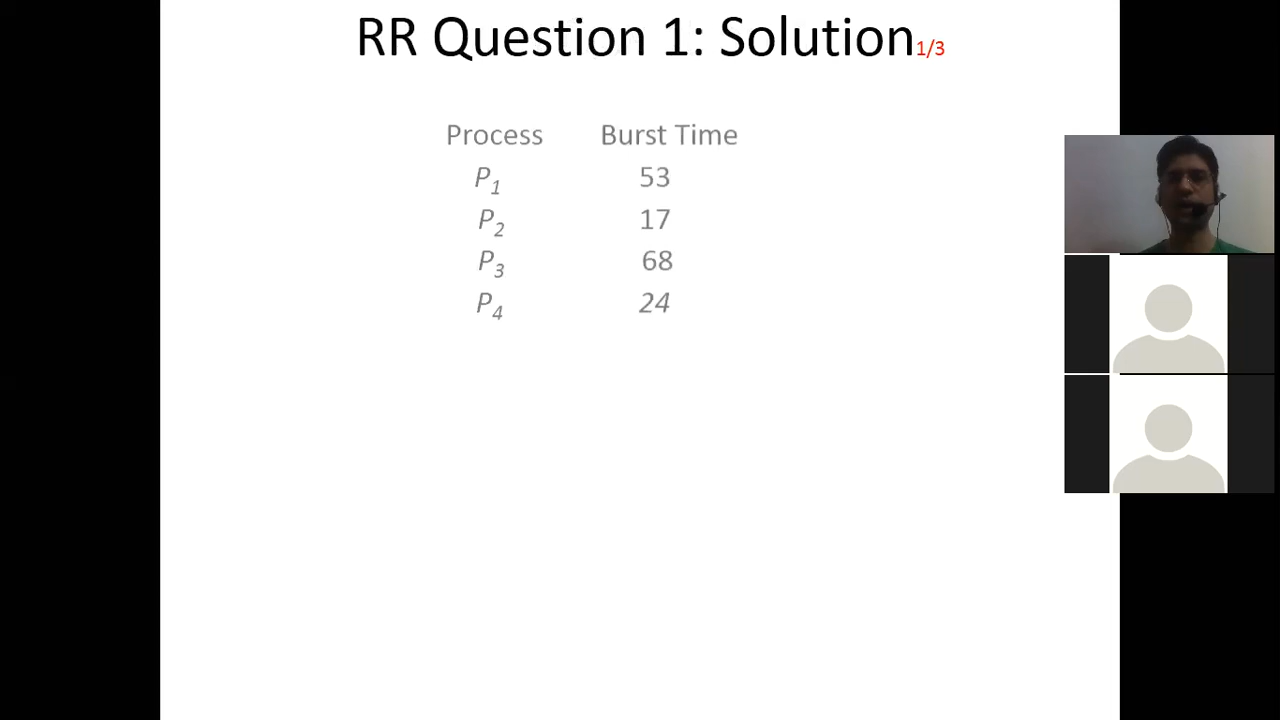 RR Question 1: Solution1/3
Process Burst Time
P1 53
P2 17
P3 68
P4 24